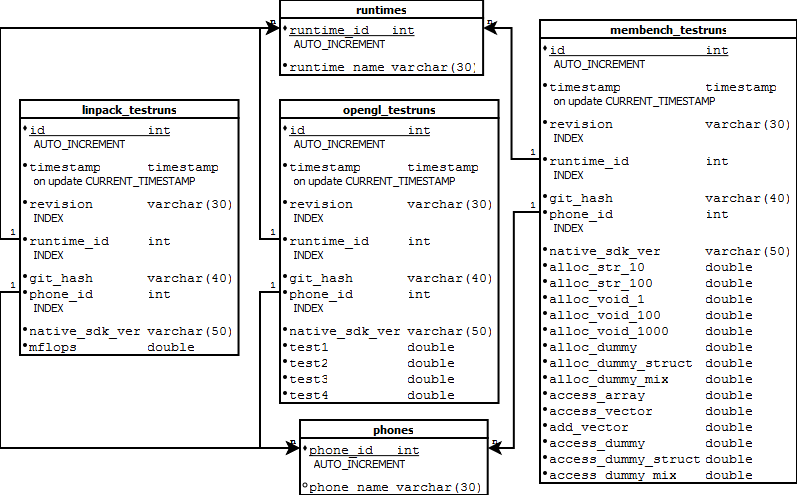 runtimes
n
n
runtime_id int
AUTO_INCREMENT
runtime_name varchar(30)
membench_testruns
id int
AUTO_INCREMENT
timestamp timestamp
on update CURRENT_TIMESTAMP
revision varchar(30)
INDEX
1
runtime_id int
INDEX
git_hash varchar(40)
1
phone_id int
INDEX
native_sdk_ver varchar(50)
alloc_str_10 double
alloc_str_100 double
alloc_void_1 double
alloc_void_100 double
alloc_void_1000 double
alloc_dummy double
alloc_dummy_struct double
alloc_dummy_mix double
access_array double
access_vector double
add_vector double
access_dummy double
access_dummy_struct double
access_dummy_mix double
linpack_testruns
id int
AUTO_INCREMENT
timestamp timestamp
on update CURRENT_TIMESTAMP
revision varchar(30)
INDEX
1
runtime_id int
INDEX
git_hash varchar(40)
1
phone_id int
INDEX
native_sdk_ver varchar(50)
mflops double
opengl_testruns
id int
AUTO_INCREMENT
timestamp timestamp
on update CURRENT_TIMESTAMP
revision varchar(30)
INDEX
1
runtime_id int
INDEX
git_hash varchar(40)
1
phone_id int
INDEX
native_sdk_ver varchar(50)
test1 double
test2 double
test3 double
test4 double
phones
n
n
phone_id int
AUTO_INCREMENT
phone_name varchar(30)